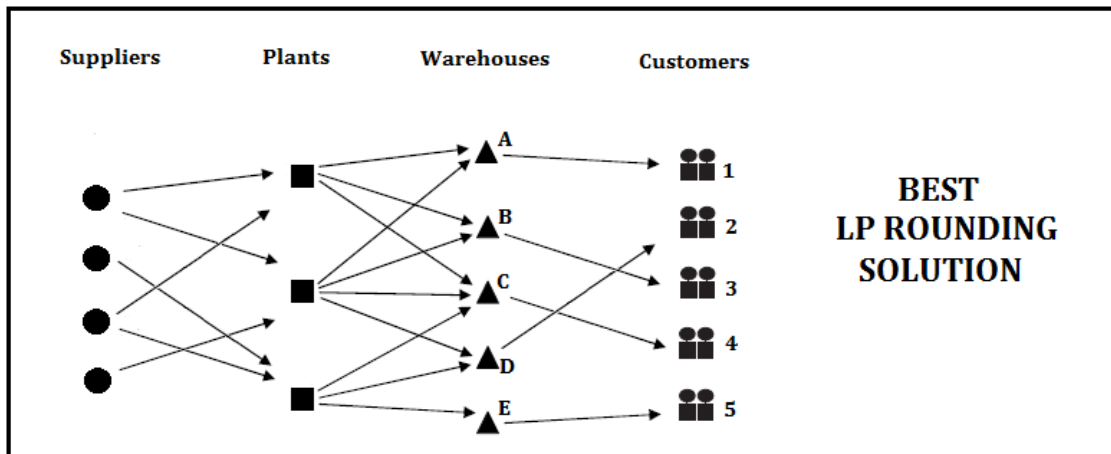 Suppliers Plants Warehouses Customers
A
1
B
2
C
3
D
4
E
5
BEST
LP ROUNDING
SOLUTION